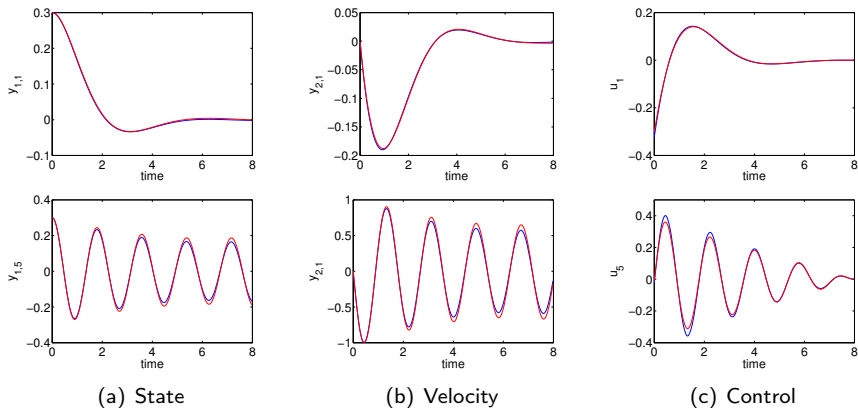 0.3
0.2
0.1
0
−0.1
0 2 4 6 8
time
y1,1
0.05
0
−0.05
−0.1
−0.15
−0.2
0 2 4 6 8
time
y2,1
0.2
0
−0.2
−0.4
0 2 4 6 8
time
u1
0.4
0.2
0
−0.2
−0.4
0 2 4 6 8
time
y1,5
1
0.5
0
−0.5
−1
0 2 4 6 8
time
y2,1
0.4
0.2
0
−0.2
−0.4
0 2 4 6 8
time
u5
(a) State
(b) Velocity
(c) Control